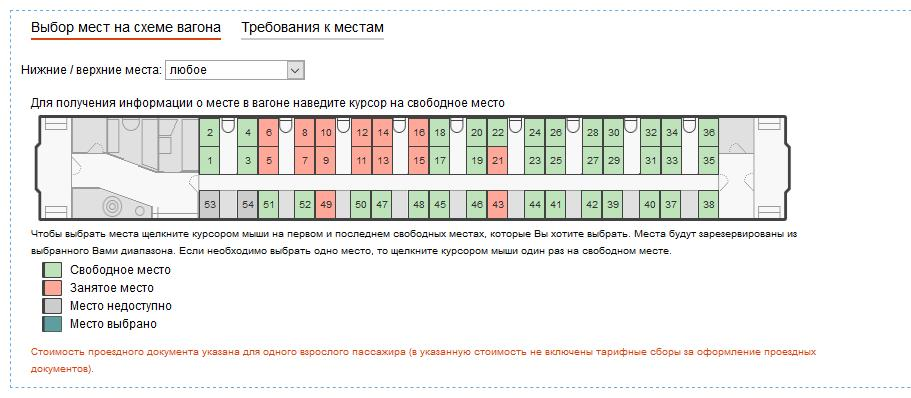 Выбор мест на схеме вагона Требования к местам
Нижние / верхние места: любое
Для получения информации о месте в вагоне наведите курсор на свободное место
2 4 6 8 10 12 14 16 18 20 22 24 26 28 30 32 34 36
1 3 5 7 9 11 13 15 17 19 21 23 25 27 29 31 33 35
53 54 51 52 49 50 47 48 45 46 43 44 41 42 39 40 37 38
Чтобы выбрать места щелкните курсором мыши на первом и последнем свободных местах, которые Вы хотите выбрать. Места будут зарезервированы из
выбранного Вами диапазона. Если необходимо выбрать одно место, то щелкните курсором мыши один раз на свободном месте.
Свободное место
Занятое место
Место недоступно
Место выбрано
Стоимость проездного документа указана для одного взрослого пассажира (в указанную стоимость не включены тарифные сборы за оформление проездных
документов).